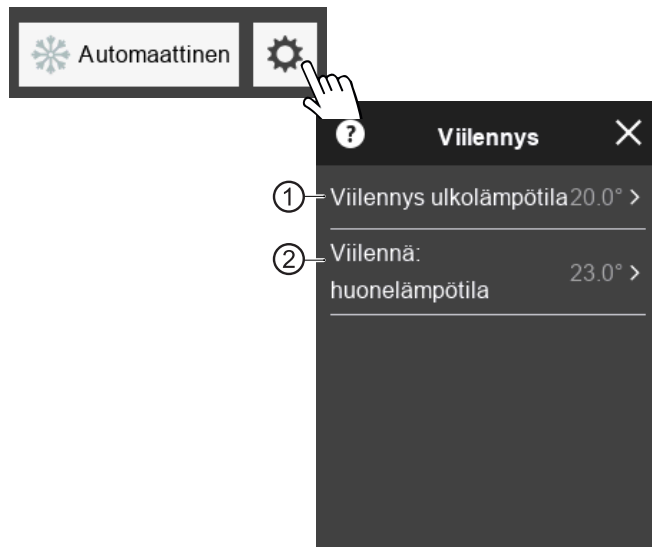 Automaattinen
?
Viilennys
① Viilennys ulkolämpötila 20.0° >
② Viilennä:
huonelämpötila 23.0° >